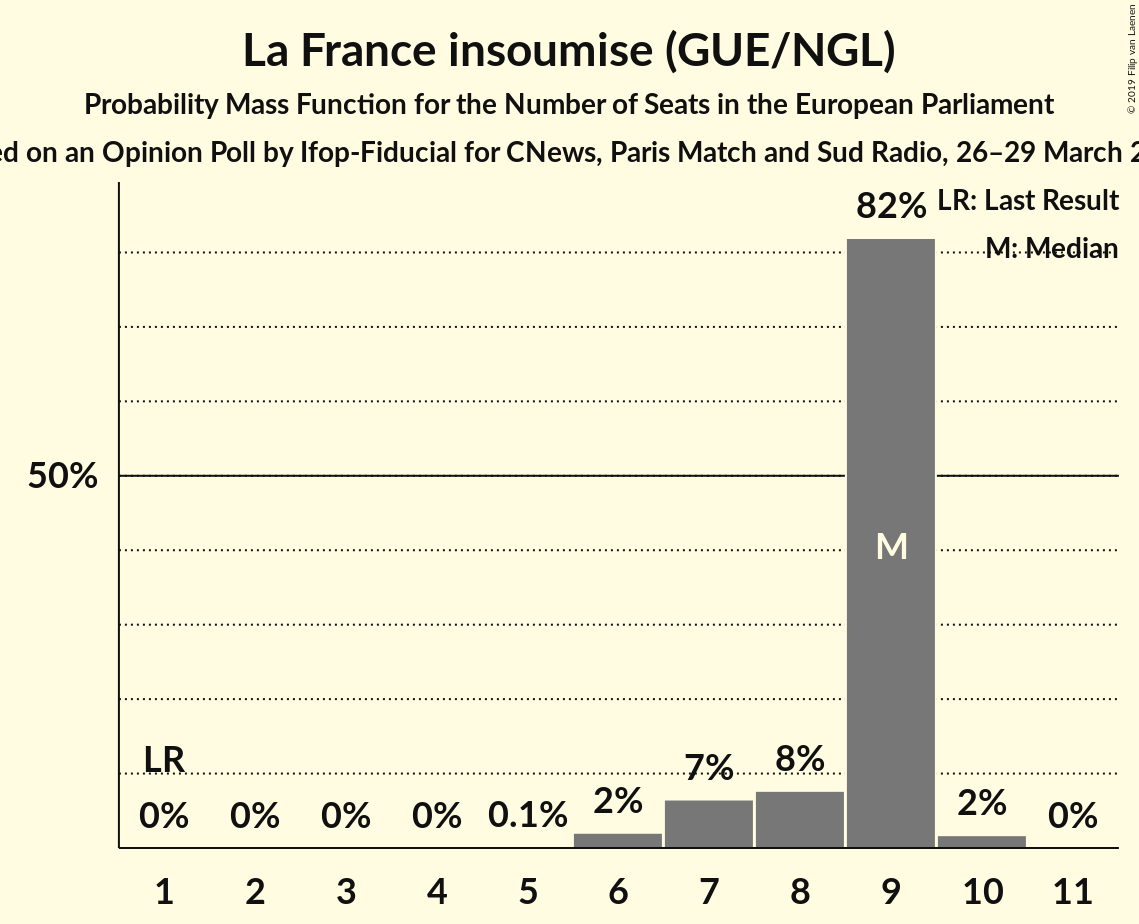 La France insoumise (GUE/NGL)
Probability Mass Function for the Number of Seats in the European Parliament
on an Opinion Poll by Ifop-Fiducial for CNews, Paris Match and Sud Radio, 26–29 March
© 2019 Filip van Laenen
82% LR: Last Result
M: Median
50%
M
LR
0% 0% 0% 0% 0.1% 2% 7% 8% 2% 0%
1 2 3 4 5 6 7 8 9 10 11